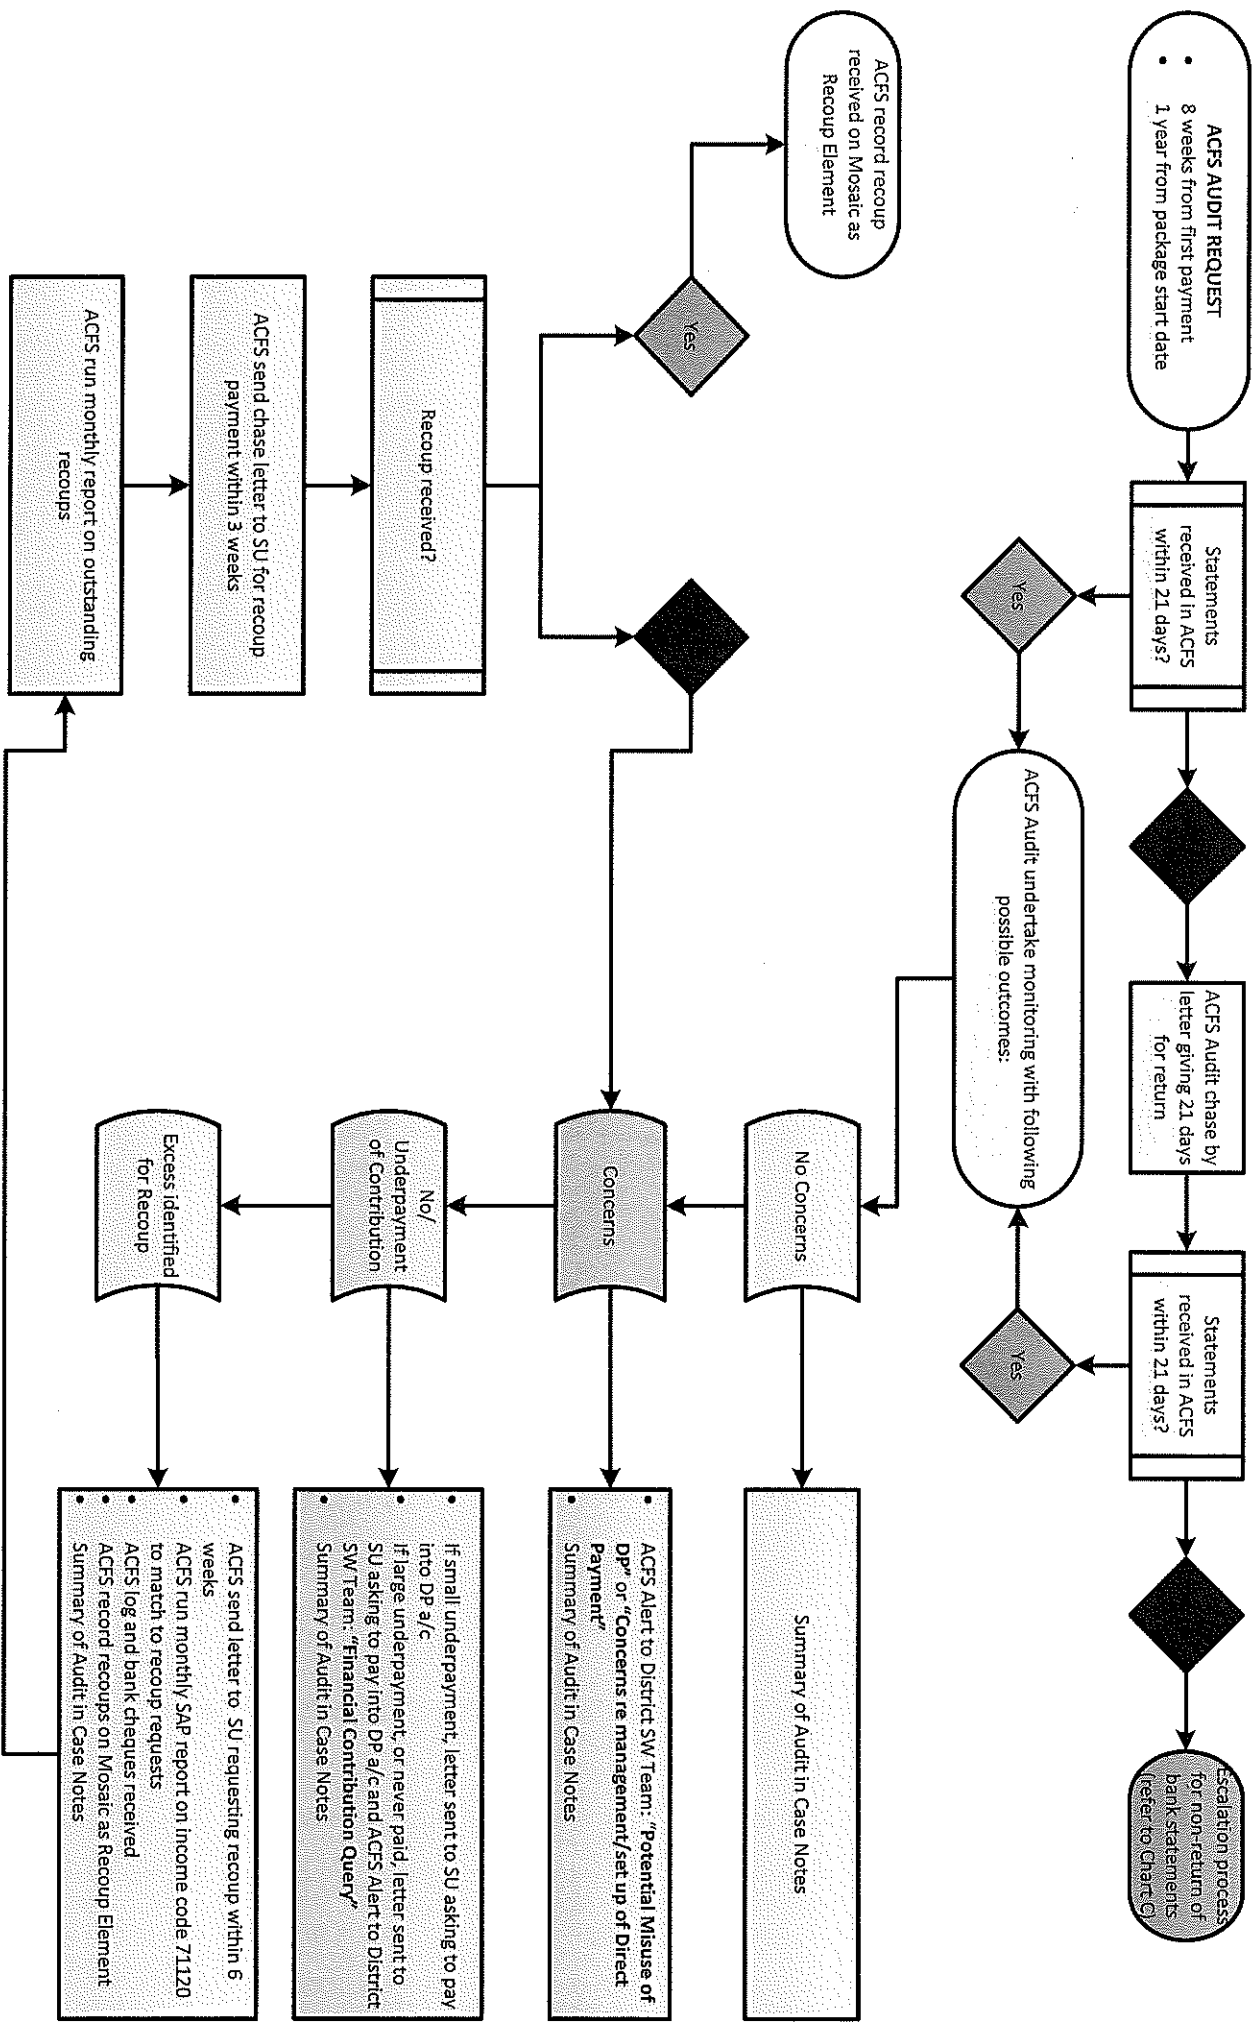 ACFS AUDIT REQUEST
• 8 weeks from first payment
• 1 year from package start date
Statements
received in ACFS
within 21 days?
ACFS Audit chase by
letter giving 21 days
for return
Statements
received in ACFS
within 21 days?
Escalation process
for non-return of
bank statements
(refer to Chart C)
Yes
Yes
ACFS Audit undertake monitoring with following
possible outcomes:
ACFS record recoup
received on Mosaic as
Recoup Element
No Concerns
Summary of Audit in Case Notes
Yes
Concerns
• ACFS Alert to District SW Team: "Potential Misuse of
DP" or "Concerns re management/set up of Direct
Payment"
• Summary of Audit in Case Notes
Recoup received?
No/
Underpayment
of Contribution
• If small underpayment, letter sent to SU asking to pay
into DP a/c
• If large underpayment, or never paid, letter sent to
SU asking to pay into DP a/c and ACFS Alert to District
SW Team: "Financial Contribution Query"
• Summary of Audit in Case Notes
ACFS send chase letter to SU for recoup
payment within 3 weeks
Excess identified
for Recoup
• ACFS send letter to SU requesting recoup within 6
weeks
• ACFS run monthly SAP report on income code 71120
to match to recoup requests
• ACFS log and bank cheques received
• ACFS record recoups on Mosaic as Recoup Element
• Summary of Audit in Case Notes
ACFS run monthly report on outstanding
recoups